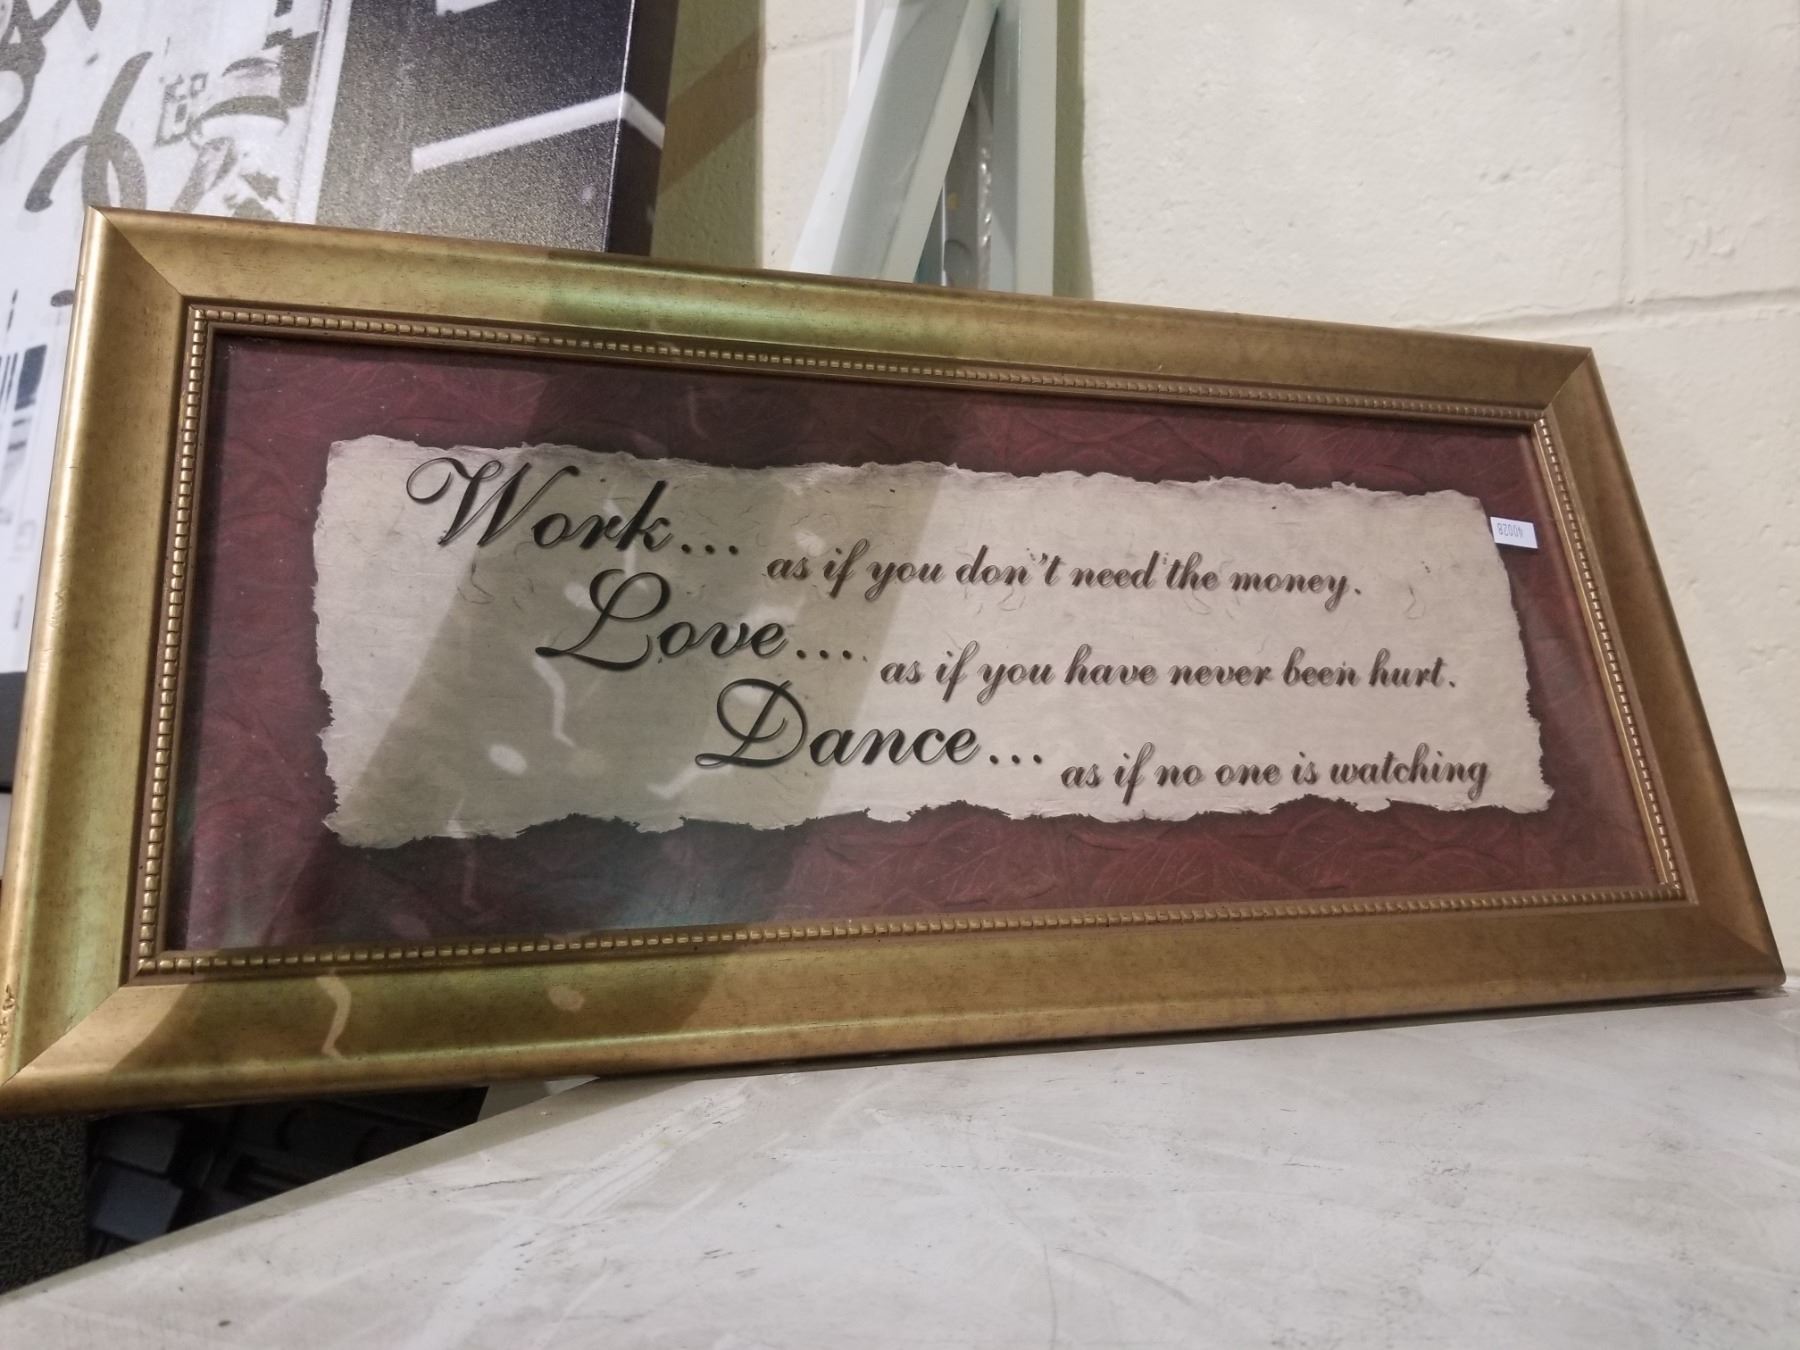 Work... as if you don't need the money.
Love.... as if you have never been hurt.
Dance... as if no one is watching
40028